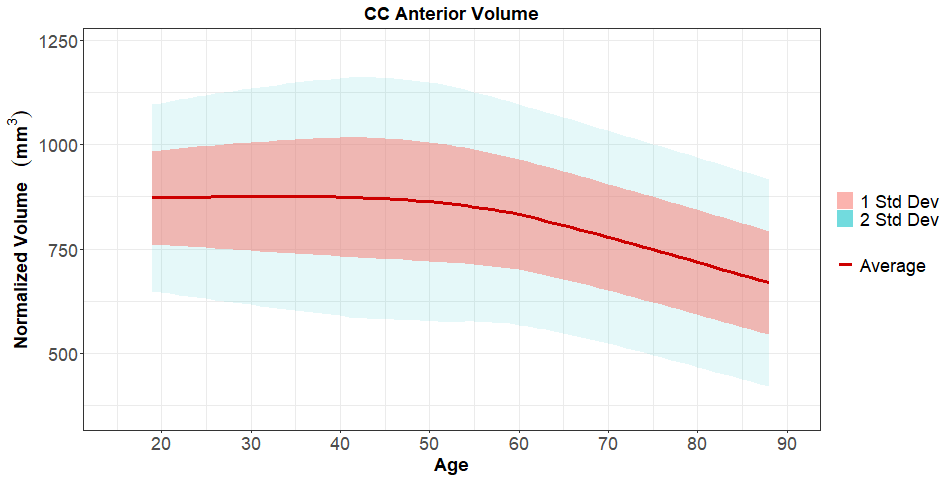 CC Anterior Volume
Normalized Volume (mm³)
1250
1000
750
500
20 30 40 50 60 70 80 90
Age
1 Std Dev
2 Std Dev
Average